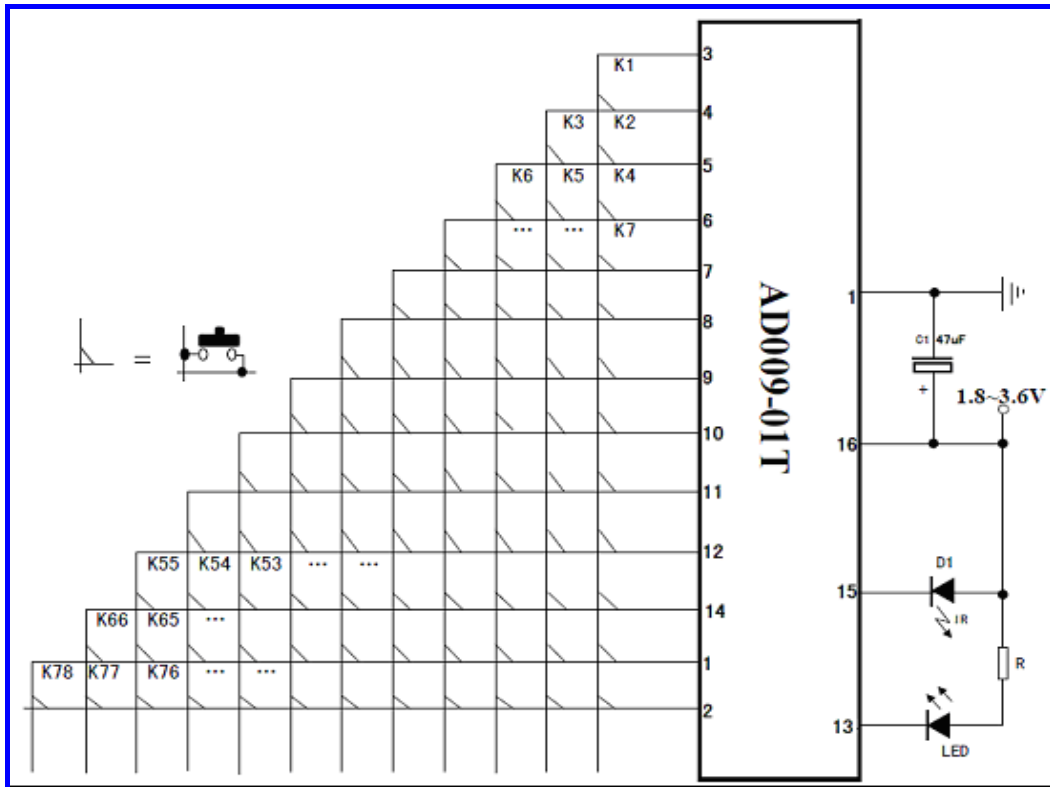 3
K1
4
K3 K2
5
K6 K5 K4
6
... ... K7
7
8
=
9
10
11
12
K55 K54 K53 ... ...
14
K66 K65 ...
1
K78 K77 K76 ... ...
2
AD009-01T
1
C1 47uF
+
1.8~3.6V
16
D1
15
IR
R
13
LED